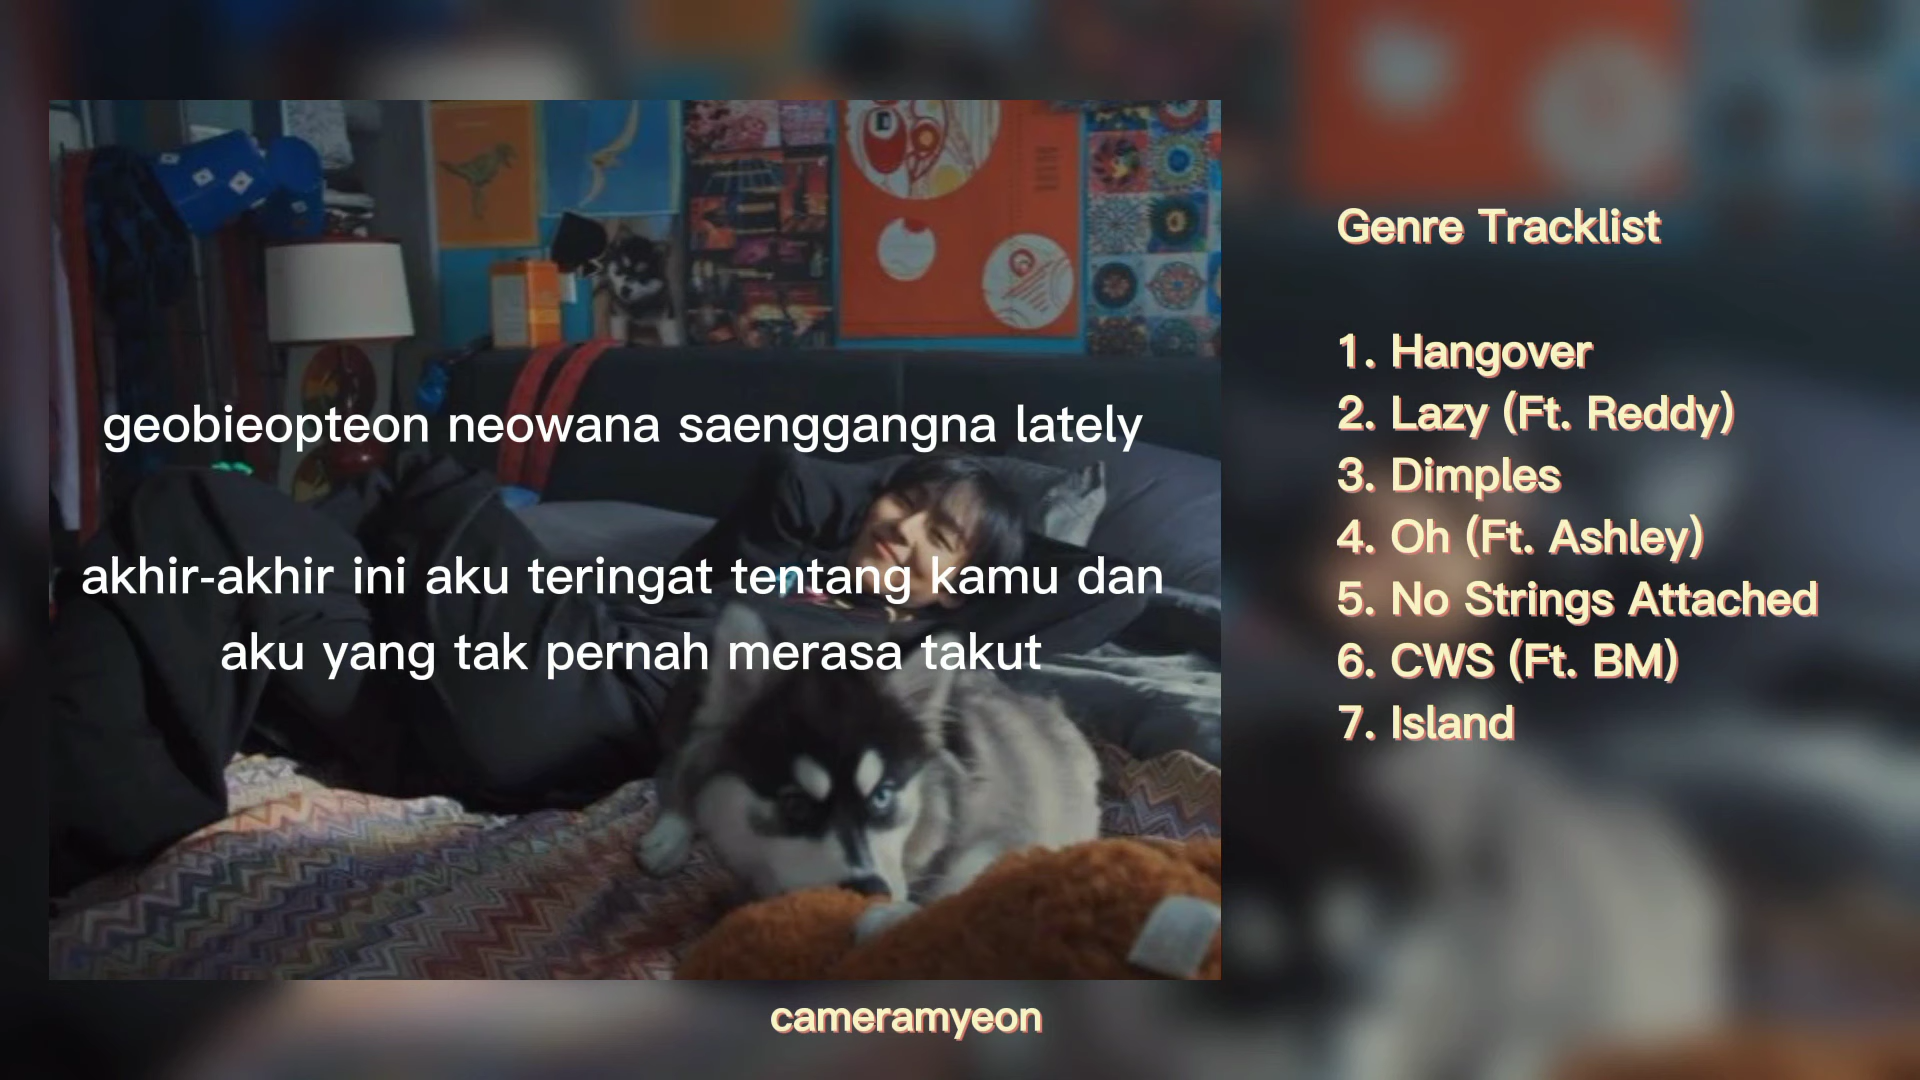 geobieopteon neowana saenggangna lately
akhir-akhir ini aku teringat tentang kamu dan
aku yang tak pernah merasa takut
Genre Tracklist
1. Hangover
2. Lazy (Ft. Reddy)
3. Dimples
4. Oh (Ft. Ashley)
5. No Strings Attached
6. CWS (Ft. BM)
7. Island
cameramyeon